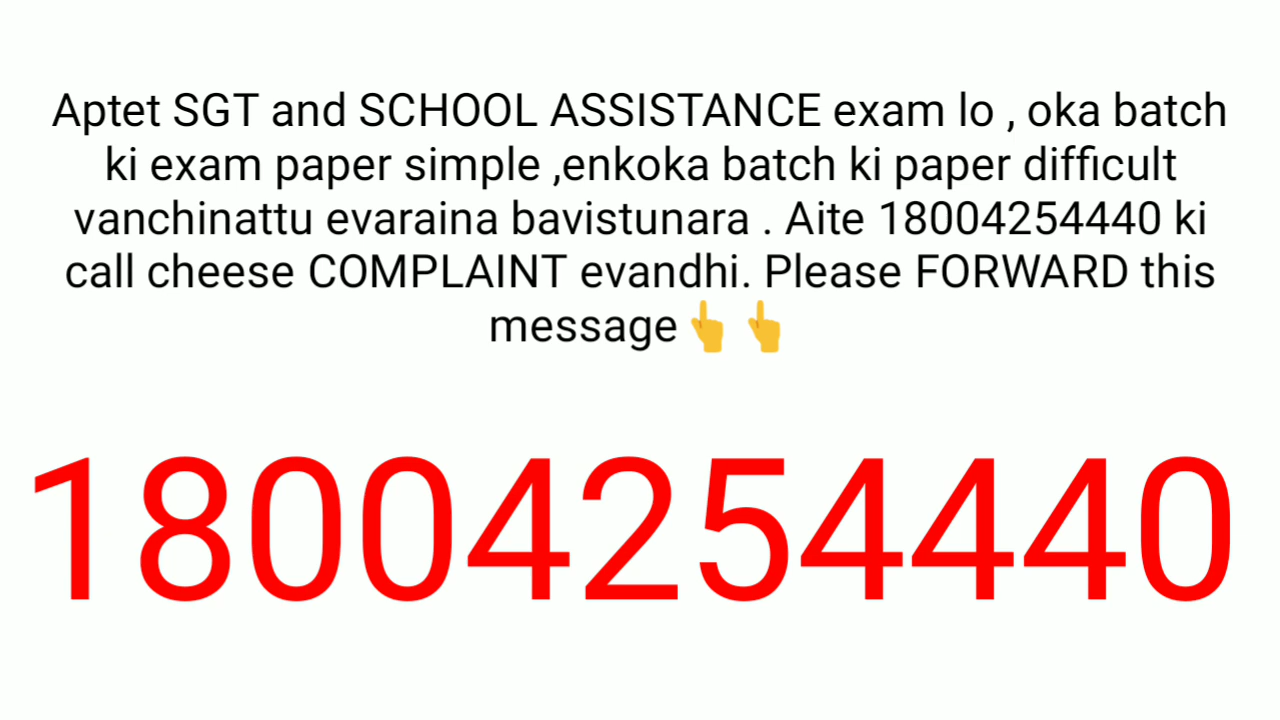 Aptet SGT and SCHOOL ASSISTANCE exam lo , oka batch
ki exam paper simple ,enkoka batch ki paper difficult
vanchinattu evaraina bavistunara . Aite 18004254440 ki
call cheese COMPLAINT evandhi. Please FORWARD this
message👆👆
18004254440